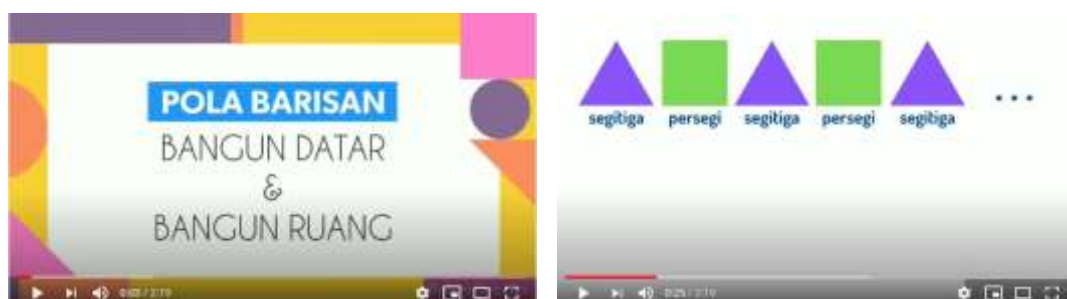 POLA BARISAN
BANGUN DATAR
&
BANGUN RUANG
segitiga persegi segitiga persegi segitiga ...